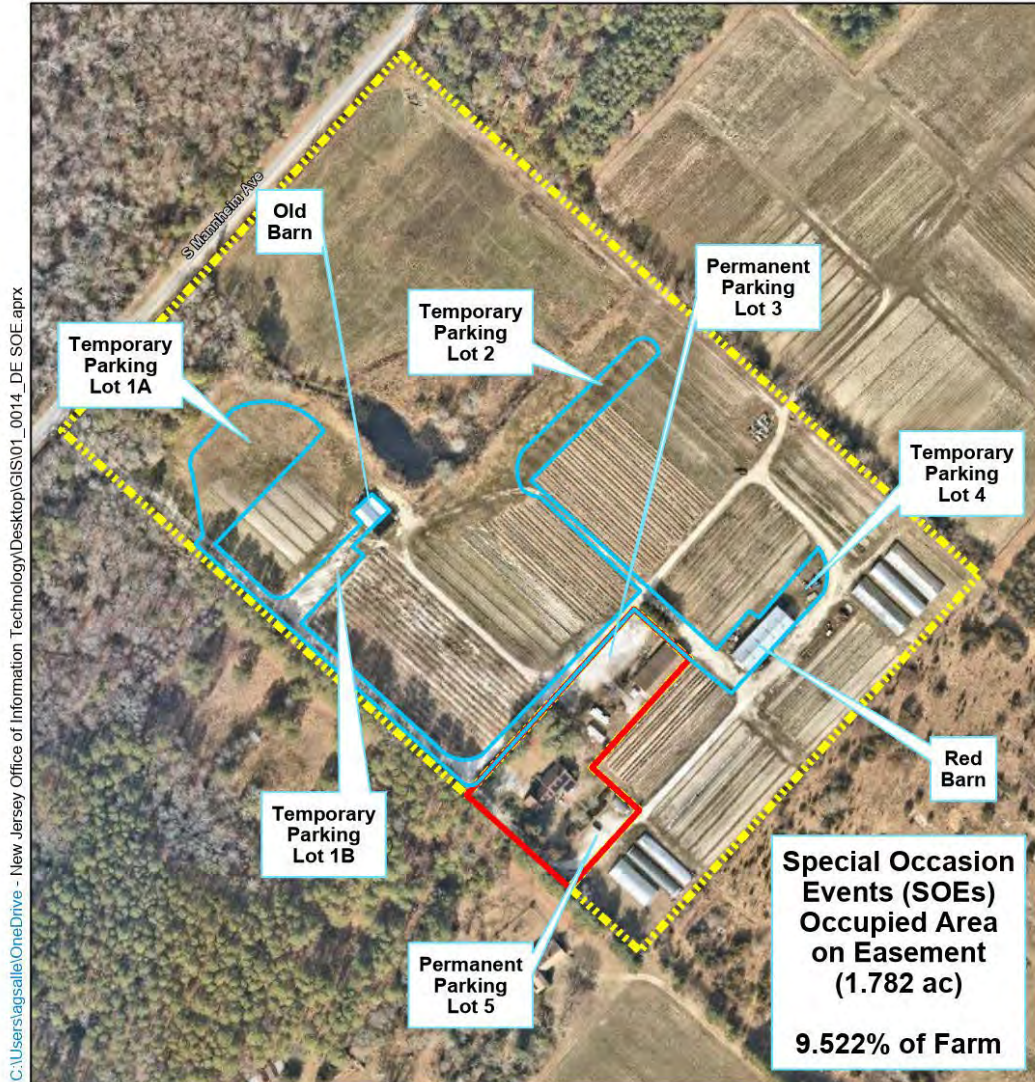 C:\Users\agsalle\OneDrive - New Jersey Office of Information Technology\Desktop\GIS\01_0014_DE SOE.aprx
S Mannheim Ave
Old
Barn
Permanent
Parking
Lot 3
Temporary
Parking
Lot 2
Temporary
Parking
Lot 1A
Temporary
Parking
Lot 4
Red
Barn
Temporary
Parking
Lot 1B
Permanent
Parking
Lot 5
Special Occasion
Events (SOEs)
Occupied Area
on Easement
(1.782 ac)
9.522% of Farm